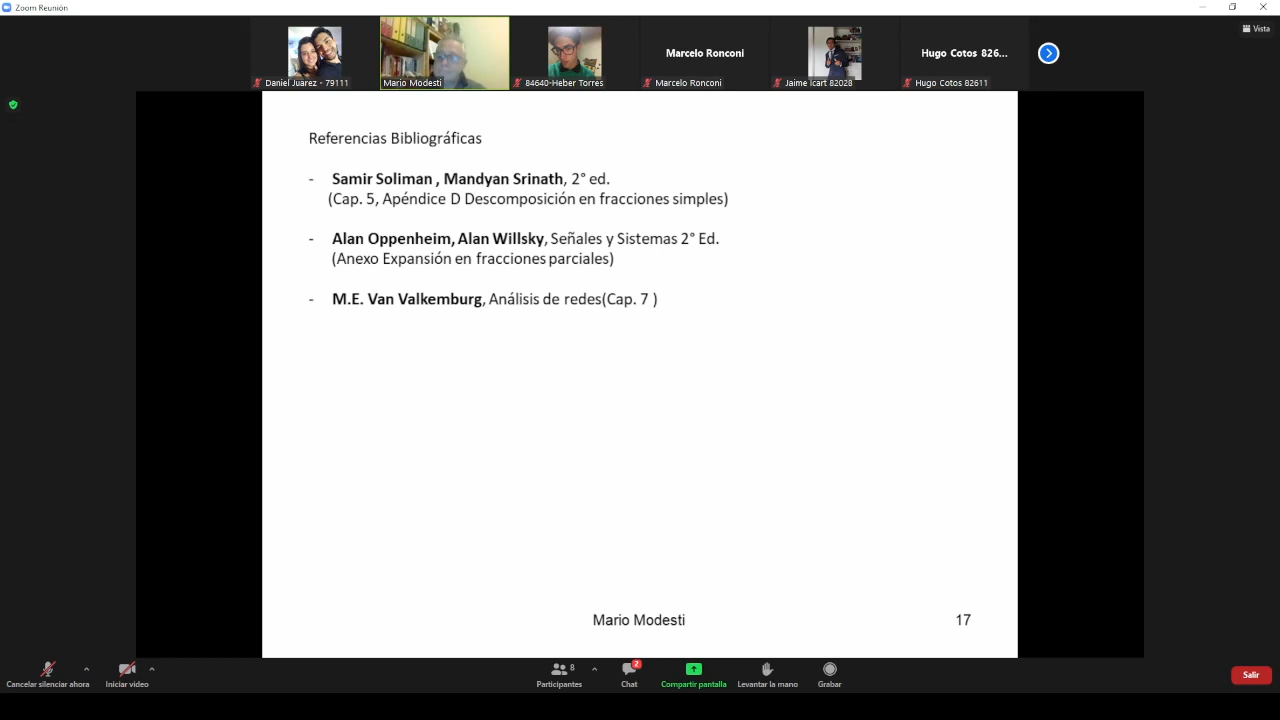 Zoom Reunión
Vista
Marcelo Ronconi
Hugo Cotos 826...
Daniel Juarez - 79111
Mario Modesti
84640-Heber Torres
Marcelo Ronconi
Jaime Icart 82028
Hugo Cotos 82611
Referencias Bibliográficas
- Samir Soliman , Mandyan Srinath, 2° ed.
(Cap. 5, Apéndice D Descomposición en fracciones simples)
- Alan Oppenheim, Alan Willsky, Señales y Sistemas 2° Ed.
(Anexo Expansión en fracciones parciales)
- M.E. Van Valkemburg, Análisis de redes(Cap. 7 )
Mario Modesti
17
8
2
Cancelar silenciar ahora
Iniciar video
Participantes
Chat
Compartir pantalla
Levantar la mano
Grabar
Salir